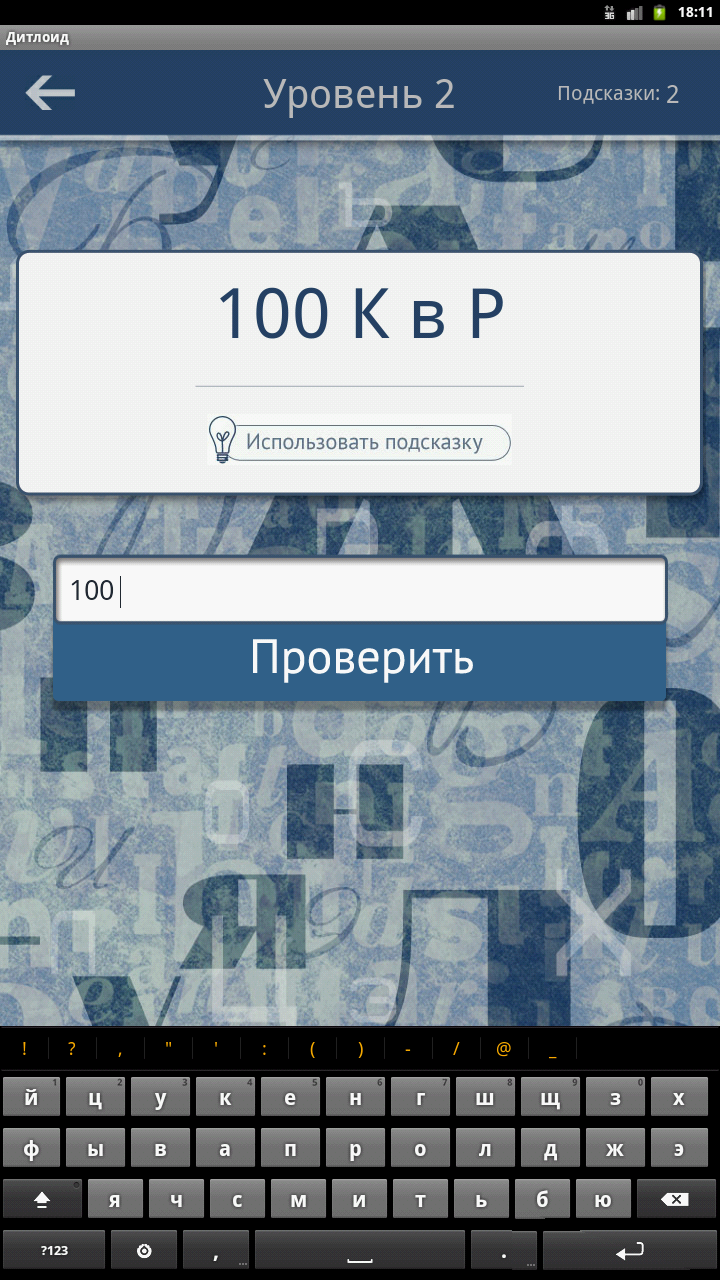 3G 18:11
Дитлоид
Уровень 2
Подсказки: 2
100 К в Р
Использовать подсказку
100
Проверить
! ? , " ' : ( ) - / @ _
й 1 ц 2 у 3 к 4 е 5 н 6 г 7 ш 8 щ 9 з 0 х
ф ы в а п р о л д ж э
я ч с м и т ь б ю
?123 , ... . ...